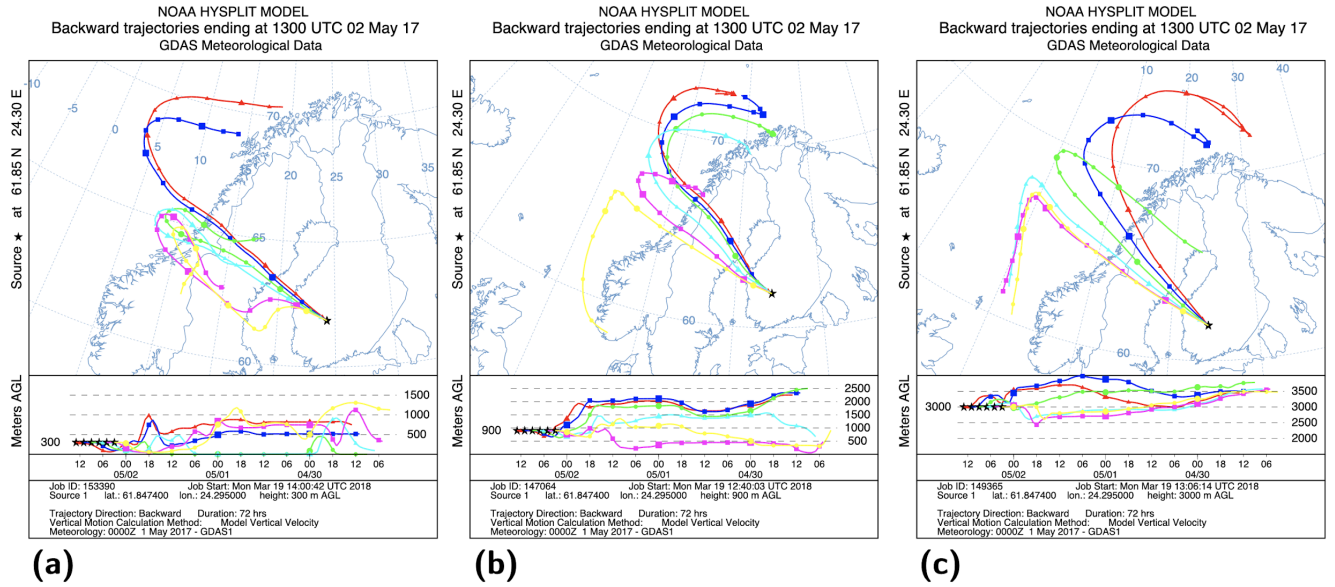 NOAA HYSPLIT MODEL
Backward trajectories ending at 1300 UTC 02 May 17
GDAS Meteorological Data
Source ★ at 61.85 N 24.30 E
-10
-5
0
5
10
15
20
25
30
35
70
65
60
Meters AGL
300
1500
1000
500
12 06 00 18 12 06 00 18 12 06
05/02 05/01 04/30
Job ID: 153390 Job Start: Mon Mar 19 14:00:42 UTC 2018
Source 1 lat.: 61.847400 lon.: 24.295000 height: 300 m AGL
Trajectory Direction: Backward Duration: 72 hrs
Vertical Motion Calculation Method: Model Vertical Velocity
Meteorology: 0000Z 1 May 2017 - GDAS1
(a)
NOAA HYSPLIT MODEL
Backward trajectories ending at 1300 UTC 02 May 17
GDAS Meteorological Data
Source ★ at 61.85 N 24.30 E
70
60
Meters AGL
900
2500
2000
1500
1000
500
12 06 00 18 12 06 00 18 12 06
05/02 05/01 04/30
Job ID: 147064 Job Start: Mon Mar 19 12:40:03 UTC 2018
Source 1 lat.: 61.847400 lon.: 24.295000 height: 900 m AGL
Trajectory Direction: Backward Duration: 72 hrs
Vertical Motion Calculation Method: Model Vertical Velocity
Meteorology: 0000Z 1 May 2017 - GDAS1
(b)
NOAA HYSPLIT MODEL
Backward trajectories ending at 1300 UTC 02 May 17
GDAS Meteorological Data
Source ★ at 61.85 N 24.30 E
10
20
30
40
70
60
Meters AGL
3000
3500
3000
2500
2000
12 06 00 18 12 06 00 18 12 06
05/02 05/01 04/30
Job ID: 149365 Job Start: Mon Mar 19 13:06:14 UTC 2018
Source 1 lat.: 61.847400 lon.: 24.295000 height: 3000 m AGL
Trajectory Direction: Backward Duration: 72 hrs
Vertical Motion Calculation Method: Model Vertical Velocity
Meteorology: 0000Z 1 May 2017 - GDAS1
(c)